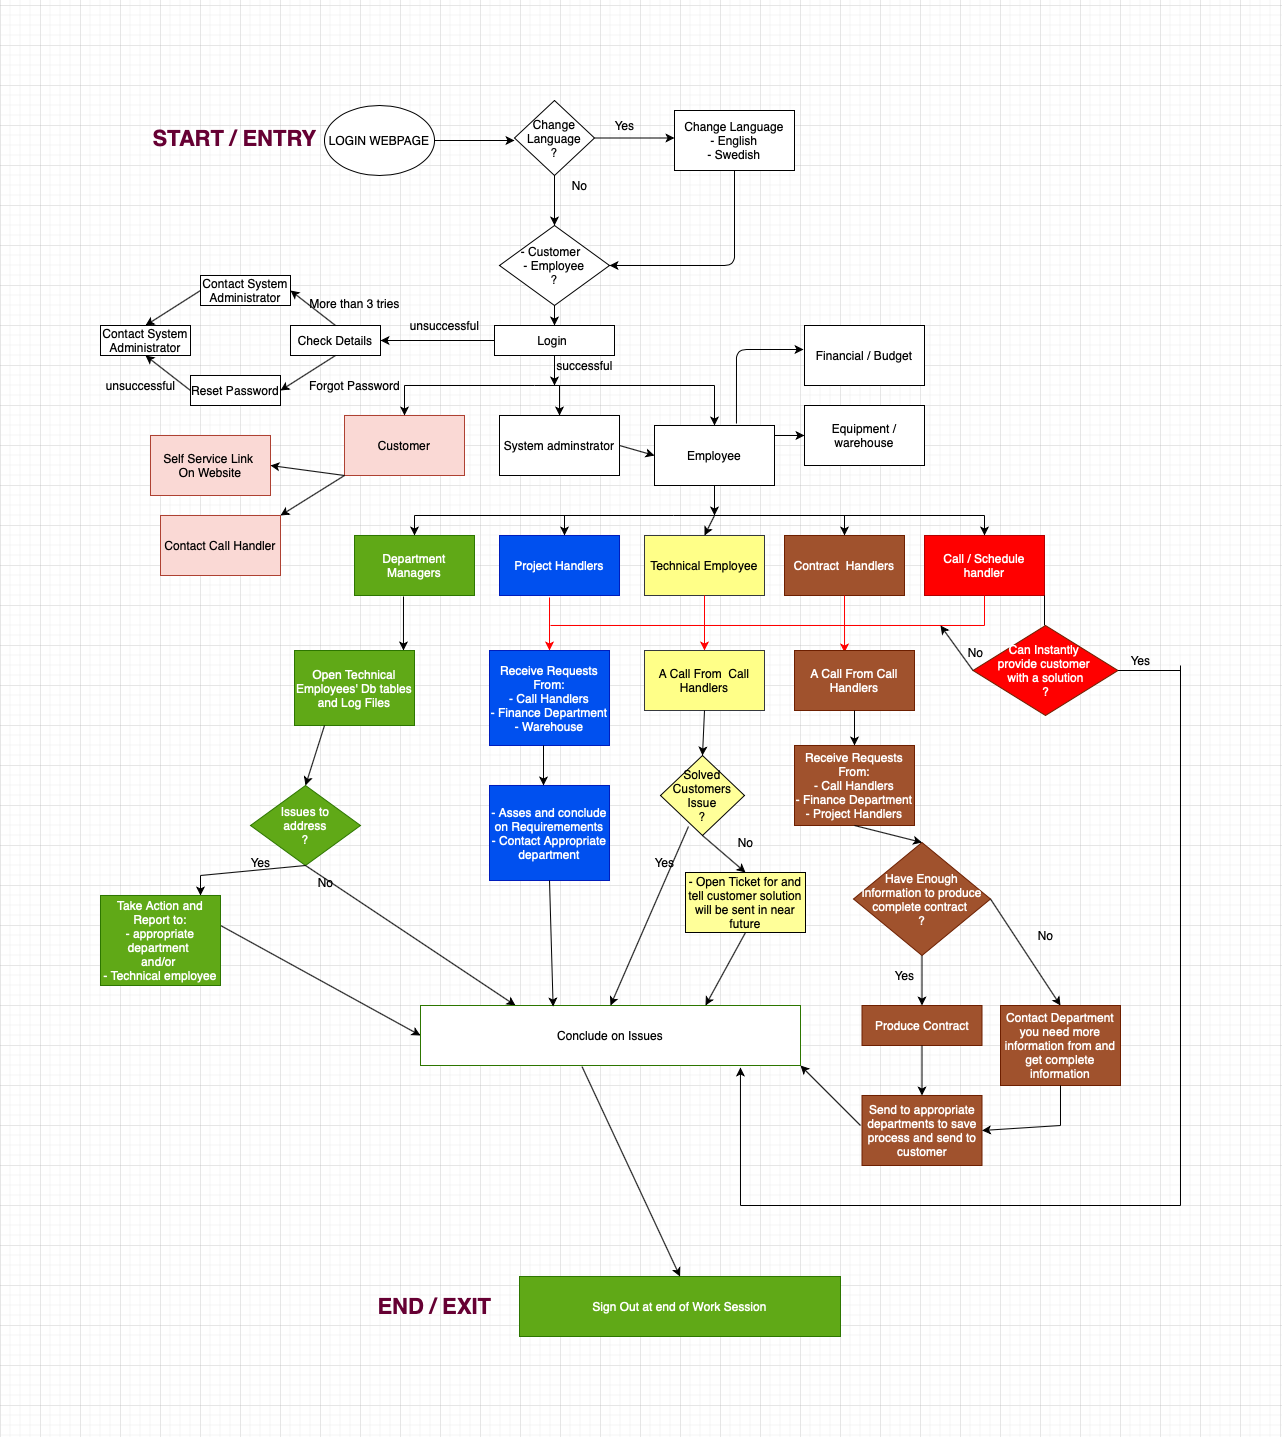 START / ENTRY
LOGIN WEBPAGE
Change
Language
?
Yes
Change Language
- English
- Swedish
No
- Customer
- Employee
?
Contact System
Administrator
More than 3 tries
Contact System
Administrator
Check Details
unsuccessful
Login
successful
unsuccessful
Reset Password
Forgot Password
Financial / Budget
Equipment /
warehouse
Customer
System adminstrator
Employee
Self Service Link
On Website
Contact Call Handler
Department
Managers
Project Handlers
Technical Employee
Contract  Handlers
Call / Schedule
handler
Open Technical
Employees' Db tables
and Log Files
Receive Requests
From:
- Call Handlers
- Finance Department
- Warehouse
A Call From  Call
Handlers
A Call From Call
Handlers
No
Can Instantly
provide customer
with a solution
?
Yes
Receive Requests
From:
- Call Handlers
- Finance Department
- Project Handlers
Issues to
address
?
- Asses and conclude
on Requiremements
- Contact Appropriate
department
Solved
Customers
Issue
?
Yes
No
Yes
No
- Open Ticket for and
tell customer solution
will be sent in near
future
Have Enough
information to produce
complete contract
?
Take Action and
Report to:
- appropriate
department
and/or
- Technical employee
Yes
No
Conclude on Issues
Produce Contract
Contact Department
you need more
information from and
get complete
information
Send to appropriate
departments to save
process and send to
customer
END / EXIT
Sign Out at end of Work Session